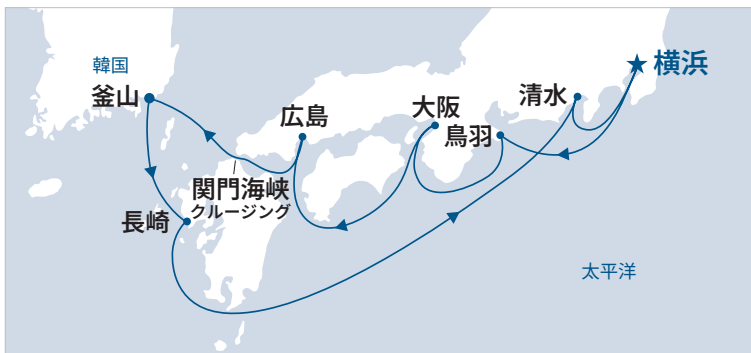 韓国
釜山
広島
大阪
鳥羽
清水
横浜
関門海峡
クルージング
長崎
太平洋